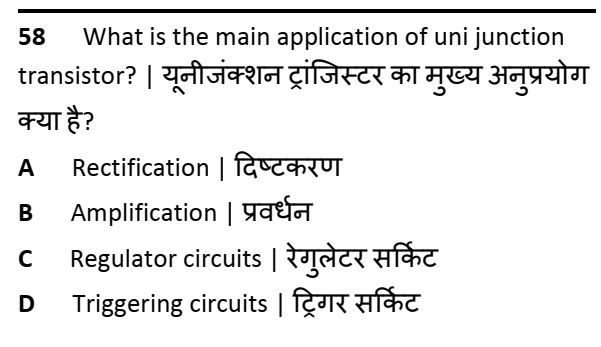 58 What is the main application of uni junction
transistor? | यूनीजंक्शन ट्रांजिस्टर का मुख्य अनुप्रयोग
क्या है?
A Rectification | दिष्टकरण
B Amplification | प्रवर्धन
C Regulator circuits | रेगुलेटर सर्किट
D Triggering circuits | ट्रिगर सर्किट